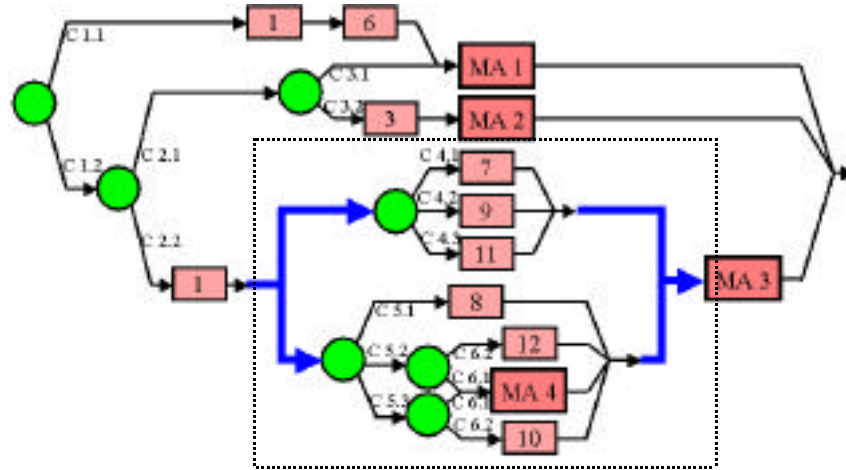 C 1.1
1
6
C 3.1
MA 1
C 3.2
3
MA 2
C 1.2
C 2.1
C 4.1
7
C 4.2
9
C 4.3
11
C 2.2
1
MA 3
C 5.1
8
C 5.2
C 6.2
12
C 6.1
MA 4
C 5.3
C 6.1
C 6.2
10